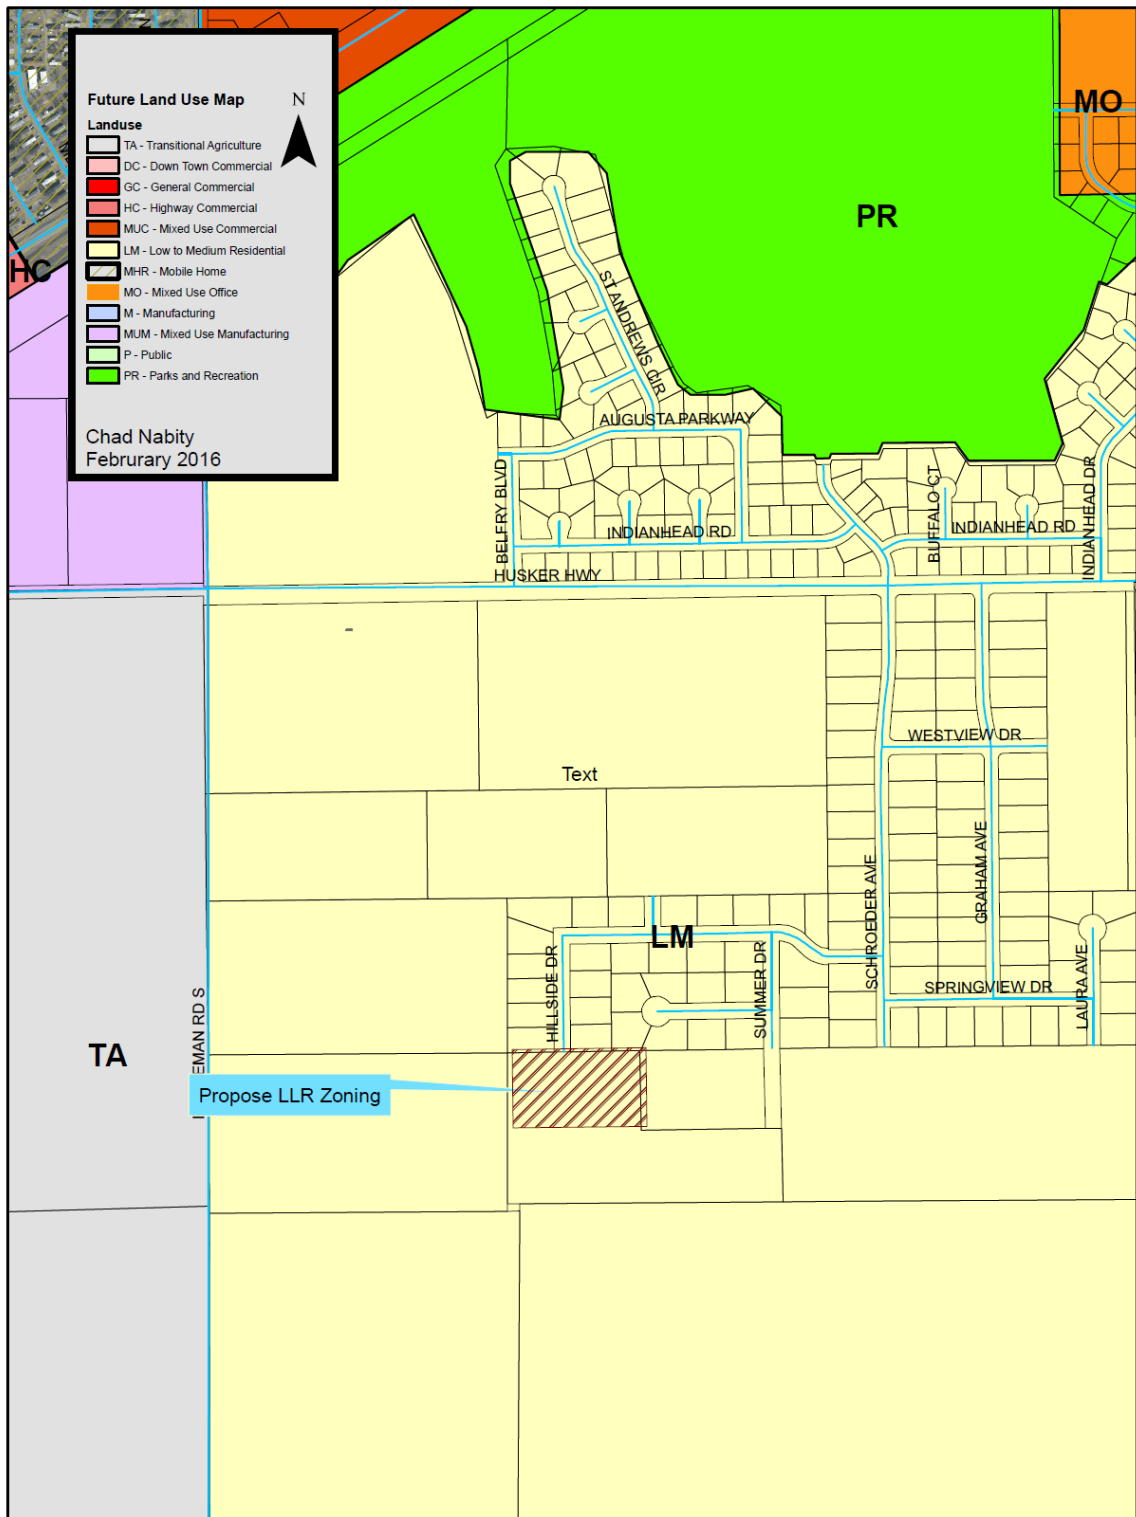 Future Land Use Map
N
Landuse
TA - Transitional Agriculture
DC - Down Town Commercial
GC - General Commercial
HC - Highway Commercial
MUC - Mixed Use Commercial
LM - Low to Medium Residential
MHR - Mobile Home
MO - Mixed Use Office
M - Manufacturing
MUM - Mixed Use Manufacturing
P - Public
PR - Parks and Recreation
Chad Nabity
Februrary 2016
MO
PR
HC
ST ANDREWS CIR
AUGUSTA PARKWAY
BELFRY BLVD
INDIANHEAD RD
BUFFALO CT
INDIANHEAD RD
INDIANHEAD DR
HUSKER HWY
WESTVIEW DR
Text
GRAHAM AVE
SCHROEDER AVE
LM
HILLSIDE DR
SUMMER DR
SPRINGVIEW DR
LAURA AVE
EMAN RD S
TA
Propose LLR Zoning